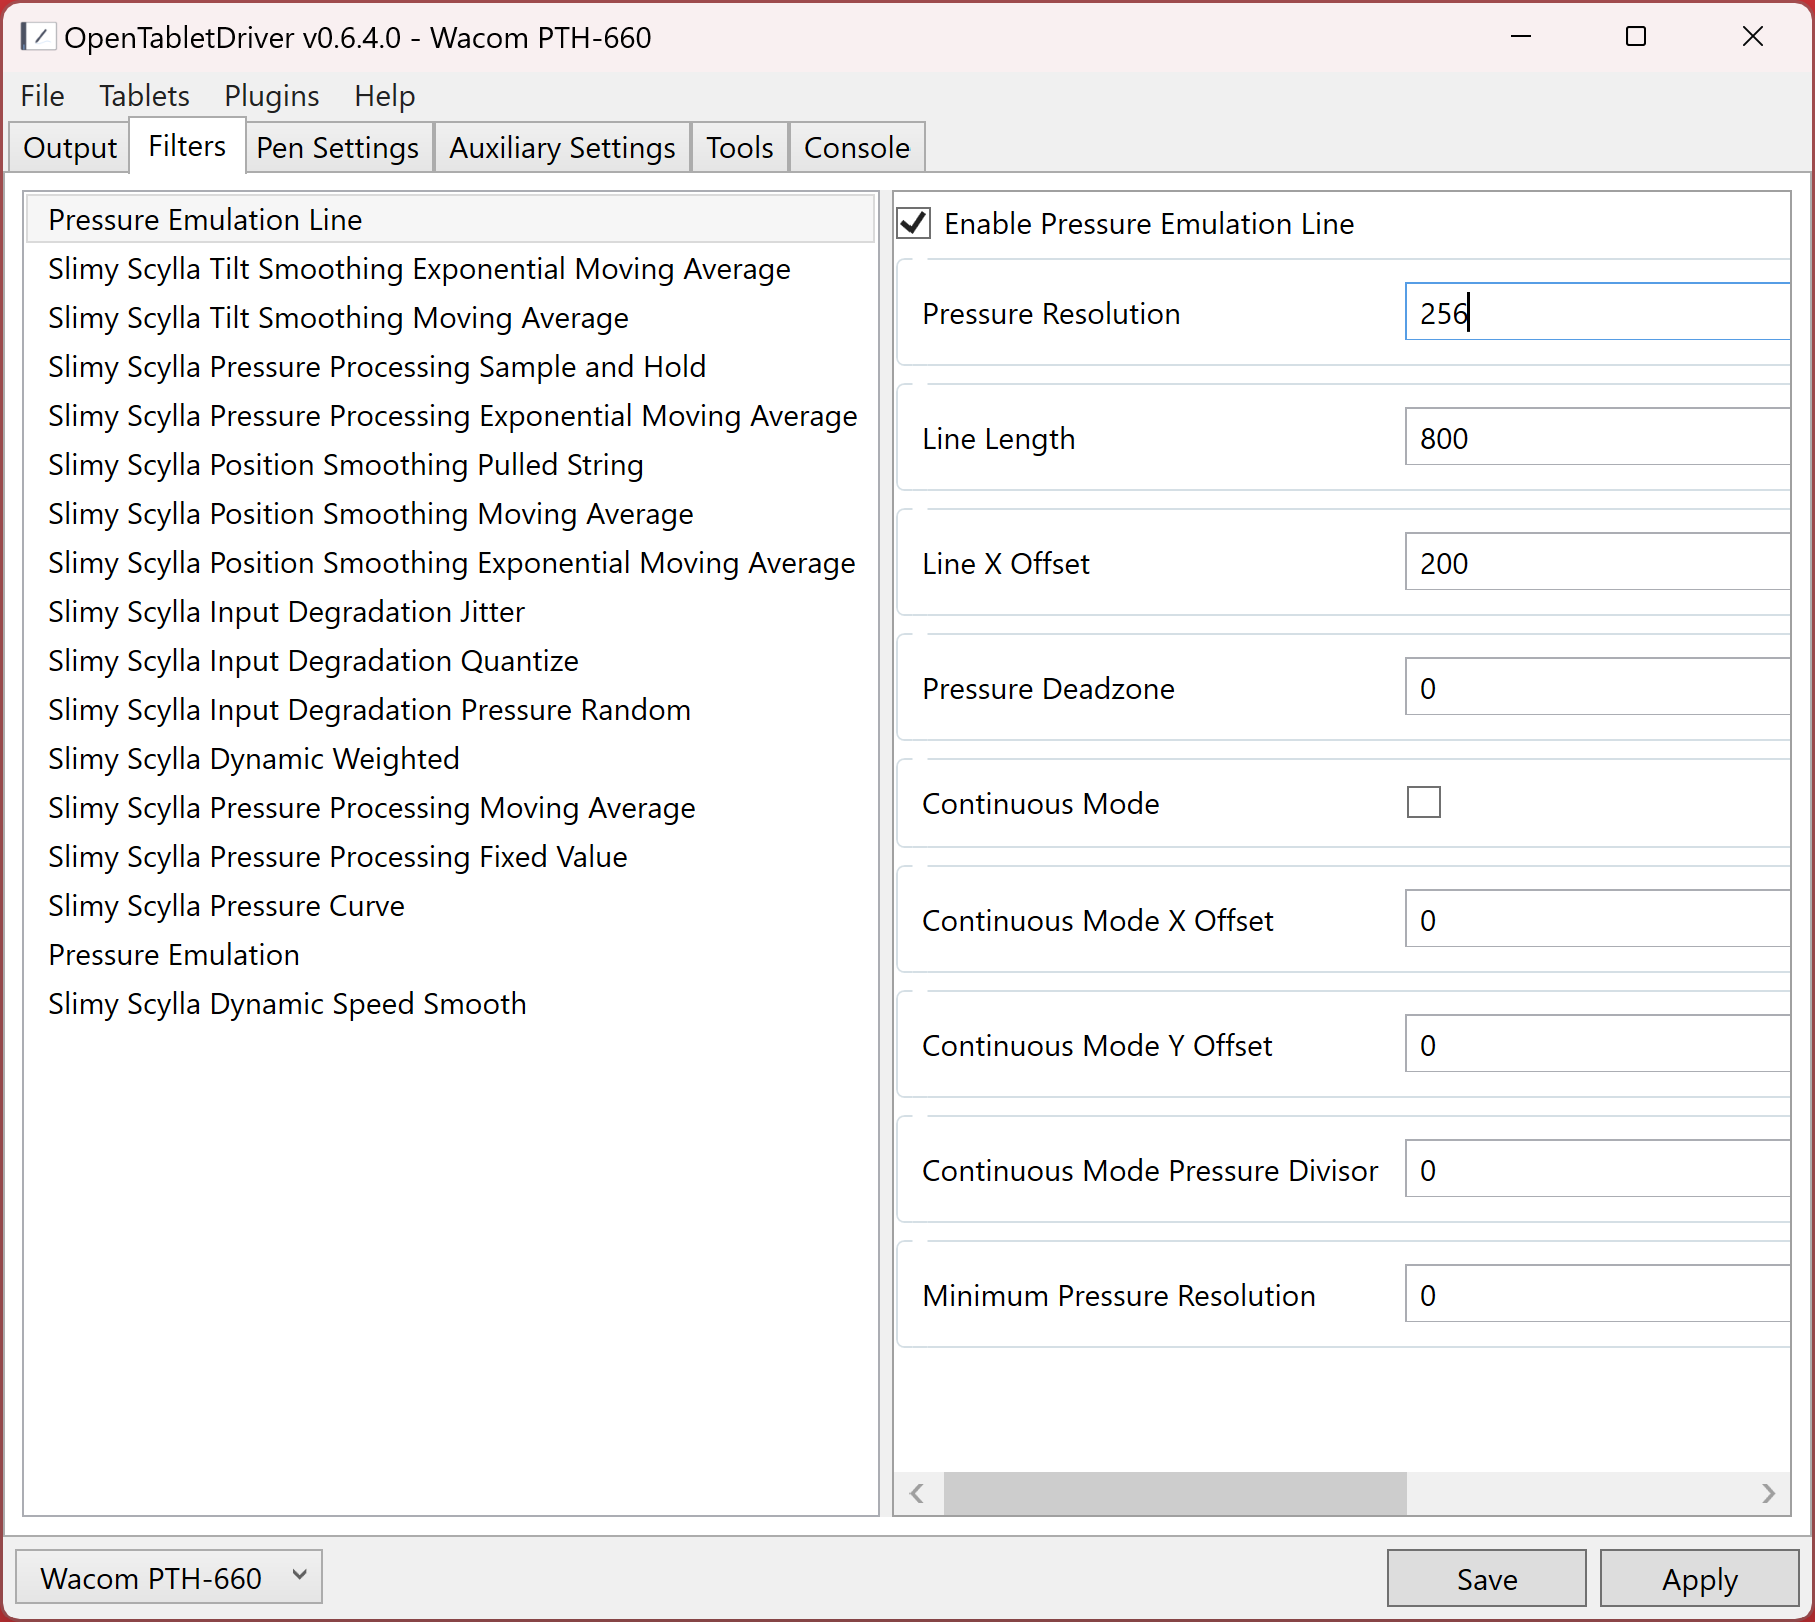 OpenTabletDriver v0.6.4.0 - Wacom PTH-660
File Tablets Plugins Help
Output Filters Pen Settings Auxiliary Settings Tools Console
Pressure Emulation Line
Slimy Scylla Tilt Smoothing Exponential Moving Average
Slimy Scylla Tilt Smoothing Moving Average
Slimy Scylla Pressure Processing Sample and Hold
Slimy Scylla Pressure Processing Exponential Moving Average
Slimy Scylla Position Smoothing Pulled String
Slimy Scylla Position Smoothing Moving Average
Slimy Scylla Position Smoothing Exponential Moving Average
Slimy Scylla Input Degradation Jitter
Slimy Scylla Input Degradation Quantize
Slimy Scylla Input Degradation Pressure Random
Slimy Scylla Dynamic Weighted
Slimy Scylla Pressure Processing Moving Average
Slimy Scylla Pressure Processing Fixed Value
Slimy Scylla Pressure Curve
Pressure Emulation
Slimy Scylla Dynamic Speed Smooth
Enable Pressure Emulation Line
Pressure Resolution 256
Line Length 800
Line X Offset 200
Pressure Deadzone 0
Continuous Mode
Continuous Mode X Offset 0
Continuous Mode Y Offset 0
Continuous Mode Pressure Divisor 0
Minimum Pressure Resolution 0
Wacom PTH-660
Save Apply